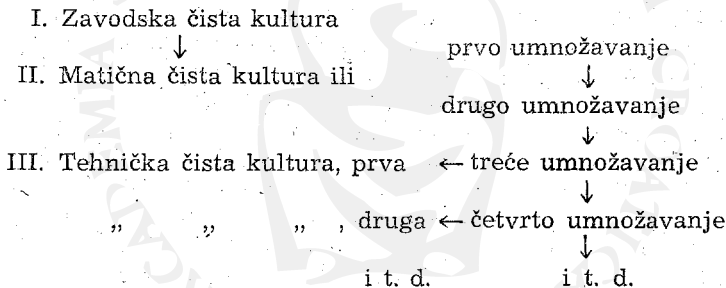 I. Zavodska čista kultura
↓
prvo umnožavanje
II. Matična čista kultura ili
↓
drugo umnožavanje
↓
III. Tehnička čista kultura, prva ← treće umnožavanje
↓
„ „ „ , druga ← četvrto umnožavanje
↓
i t. d. i t. d.